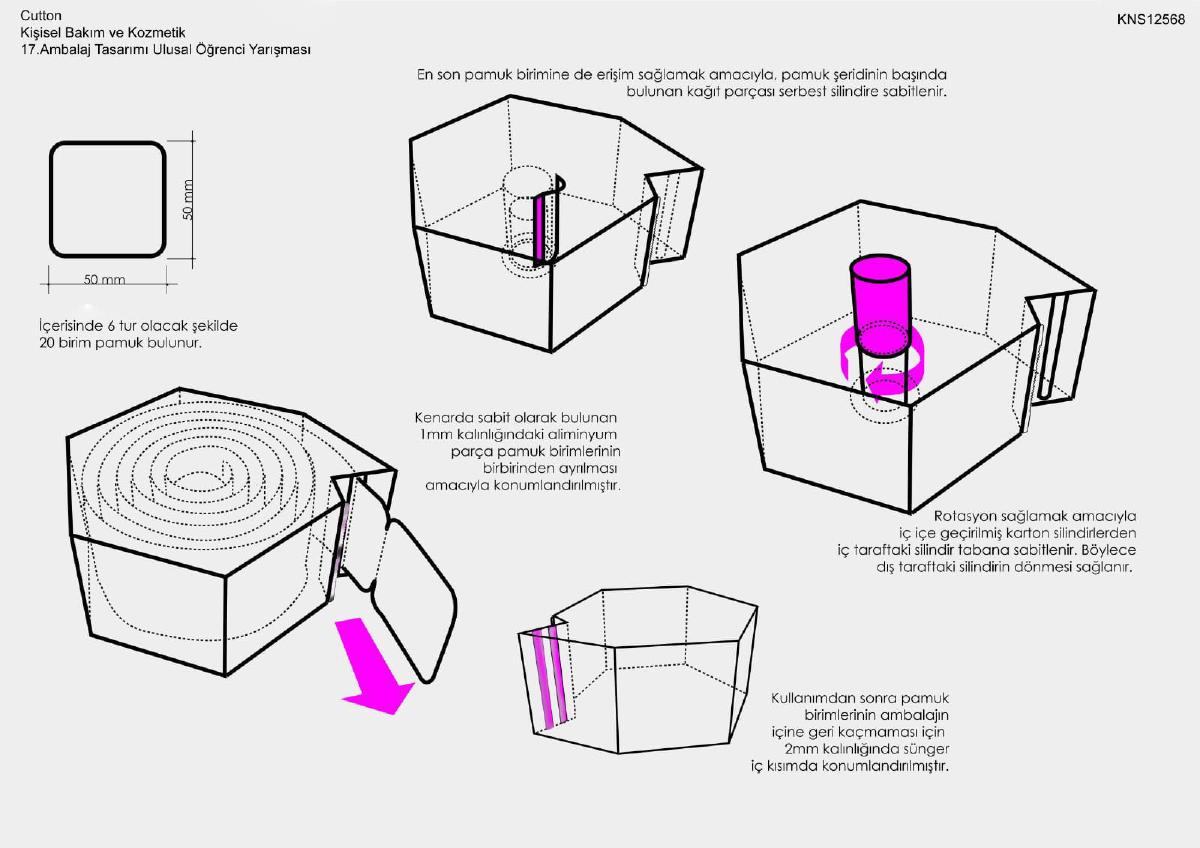 Cutton
Kişisel Bakım ve Kozmetik
17.Ambalaj Tasarımı Ulusal Öğrenci Yarışması
KNS12568
En son pamuk birimine de erişim sağlamak amacıyla, pamuk şeridinin başında
bulunan kağıt parçası serbest silindire sabitlenir.
50 mm
50 mm
İçerisinde 6 tur olacak şekilde
20 birim pamuk bulunur.
Kenarda sabit olarak bulunan
1mm kalınlığındaki aliminyum
parça pamuk birimlerinin
birbirinden ayrılması
amacıyla konumlandırılmıştır.
Rotasyon sağlamak amacıyla
iç içe geçirilmiş karton silindirlerden
iç taraftaki silindir tabana sabitlenir. Böylece
dış taraftaki silindirin dönmesi sağlanır.
Kullanımdan sonra pamuk
birimlerinin ambalajın
içine geri kaçmaması için
2mm kalınlığında sünger
iç kısımda konumlandırılmıştır.